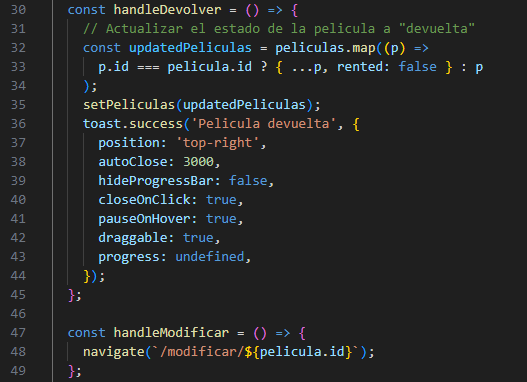 30 const handleDevolver = () => {
31 // Actualizar el estado de la pelicula a "devuelta"
32 const updatedPeliculas = peliculas.map((p) =>
33 p.id === pelicula.id ? { ...p, rented: false } : p
34 );
35 setPeliculas(updatedPeliculas);
36 toast.success('Pelicula devuelta', {
37 position: 'top-right',
38 autoClose: 3000,
39 hideProgressBar: false,
40 closeOnClick: true,
41 pauseOnHover: true,
42 draggable: true,
43 progress: undefined,
44 });
45 };
46
47 const handleModificar = () => {
48 navigate(`/modificar/${pelicula.id}`);
49 };